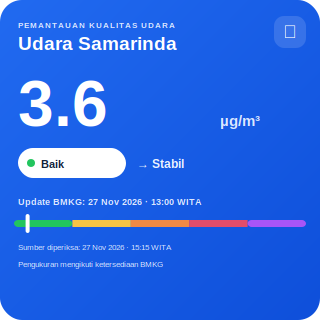 PEMANTAUAN KUALITAS UDARA
Udara Samarinda
3.6
µg/m³
Baik
→ Stabil
Update BMKG: 27 Nov 2026 · 13:00 WITA
Sumber diperiksa: 27 Nov 2026 · 15:15 WITA
Pengukuran mengikuti ketersediaan BMKG